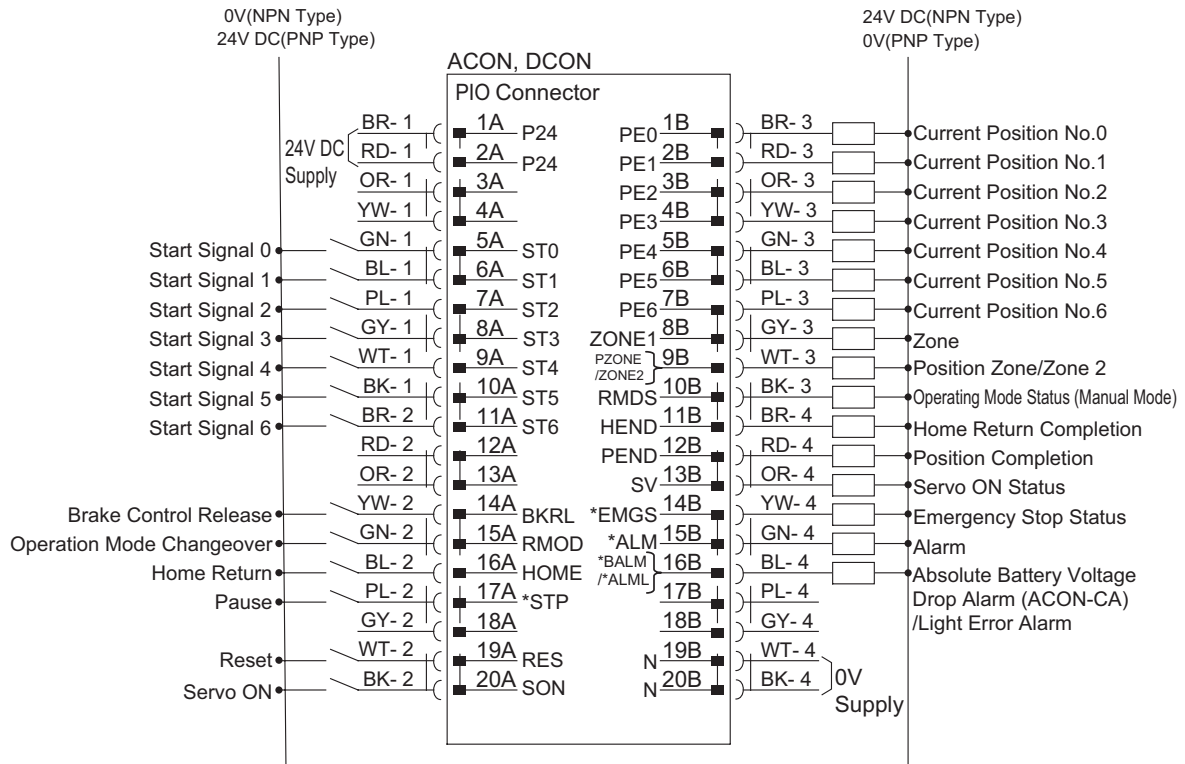 0V(NPN Type)
24V DC(PNP Type)
24V DC(NPN Type)
0V(PNP Type)
ACON, DCON
PIO Connector
24V DC
Supply
BR- 1 1A P24 PE0 1B BR- 3 Current Position No.0
RD- 1 2A P24 PE1 2B RD- 3 Current Position No.1
OR- 1 3A PE2 3B OR- 3 Current Position No.2
YW- 1 4A PE3 4B YW- 3 Current Position No.3
Start Signal 0 GN- 1 5A ST0 PE4 5B GN- 3 Current Position No.4
Start Signal 1 BL- 1 6A ST1 PE5 6B BL- 3 Current Position No.5
Start Signal 2 PL- 1 7A ST2 PE6 7B PL- 3 Current Position No.6
Start Signal 3 GY- 1 8A ST3 ZONE1 8B GY- 3 Zone
Start Signal 4 WT- 1 9A ST4 PZONE /ZONE2 9B WT- 3 Position Zone/Zone 2
Start Signal 5 BK- 1 10A ST5 RMDS 10B BK- 3 Operating Mode Status (Manual Mode)
Start Signal 6 BR- 2 11A ST6 HEND 11B BR- 4 Home Return Completion
RD- 2 12A PEND 12B RD- 4 Position Completion
OR- 2 13A SV 13B OR- 4 Servo ON Status
Brake Control Release YW- 2 14A BKRL *EMGS 14B YW- 4 Emergency Stop Status
Operation Mode Changeover GN- 2 15A RMOD *ALM 15B GN- 4 Alarm
Home Return BL- 2 16A HOME *BALM /*ALML 16B BL- 4 Absolute Battery Voltage
Drop Alarm (ACON-CA)
/Light Error Alarm
Pause PL- 2 17A *STP 17B PL- 4
GY- 2 18A 18B GY- 4
Reset WT- 2 19A RES N 19B WT- 4
Servo ON BK- 2 20A SON N 20B BK- 4
0V
Supply